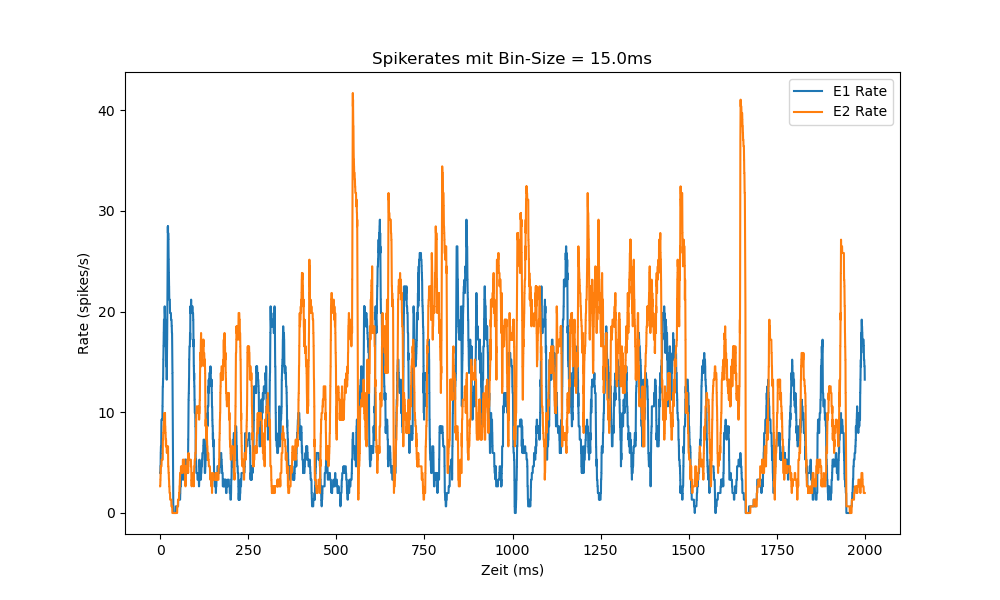 Spikerates mit Bin-Size = 15.0ms
E1 Rate
E2 Rate
Rate (spikes/s)
40
30
20
10
0
0 250 500 750 1000 1250 1500 1750 2000
Zeit (ms)